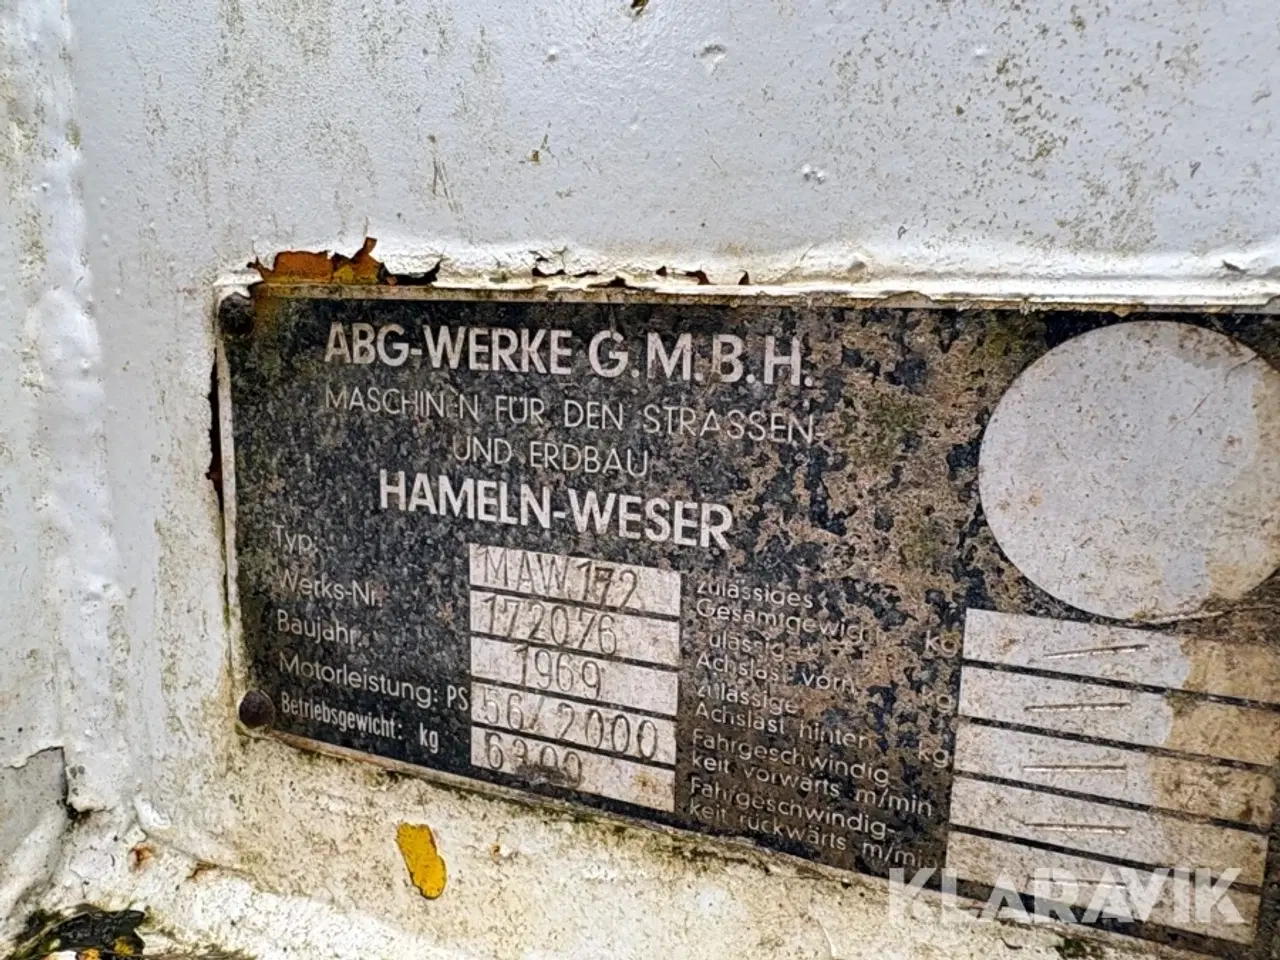 ABG-WERKE G.M.B.H.
MASCHINEN FÜR DEN STRASSEN-
UND ERDBAU
HAMELN-WESER
Typ: MAW 172
Werks-Nr. 172076
Baujahr: 1969
Motorleistung: PS 56/2000
Betriebsgewicht: kg 6300
zulässiges
Gesamtgewicht kg
zulässige
Achslast vorn kg
zulässige
Achslast hinten kg
Fahrgeschwindig
keit vorwärts m/min
Fahrgeschwindig-
keit rückwärts m/min
KLARAVIK